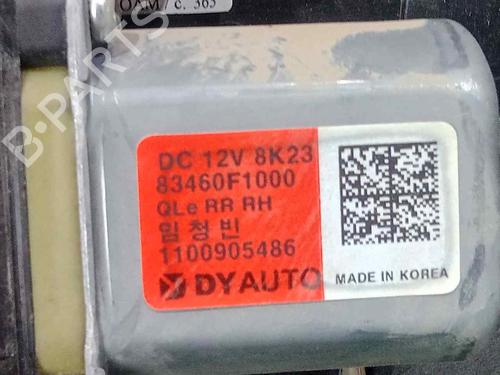 OAM / c. 365
DC 12V 8K23
83460F1000
QLe RR RH
임청빈
1100905486
DYAUTO
MADE IN KOREA
B-PARTS